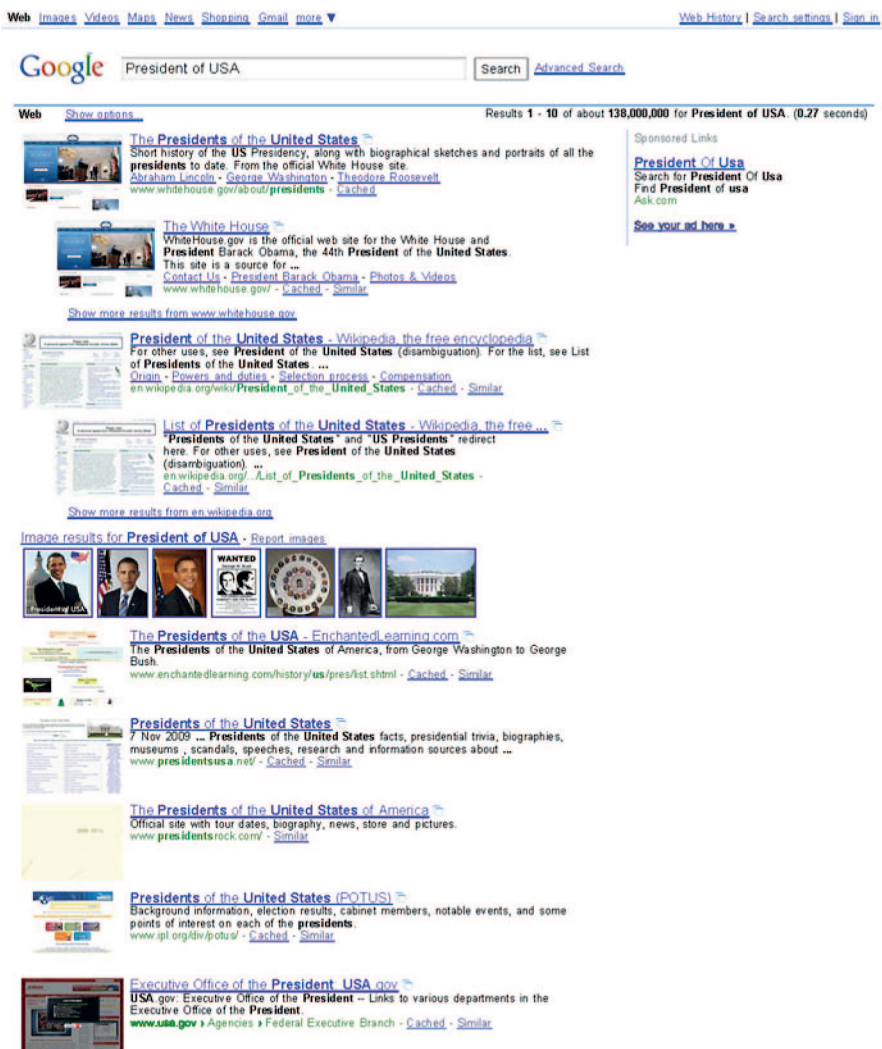 Web Images Videos Maps News Shopping Gmail more ▼
Web History | Search settings | Sign in
Google
President of USA
Search
Advanced Search
Web Show options...
Results 1 - 10 of about 138,000,000 for President of USA. (0.27 seconds)
The Presidents of the United States
Short history of the US Presidency, along with biographical sketches and portraits of all the
presidents to date. From the official White House site.
Abraham Lincoln - George Washington - Theodore Roosevelt
www.whitehouse.gov/about/presidents - Cached
The White House
WhiteHouse.gov is the official web site for the White House and
President Barack Obama, the 44th President of the United States.
This site is a source for ...
Contact Us - President Barack Obama - Photos & Videos
www.whitehouse.gov/ - Cached - Similar
Show more results from www.whitehouse.gov
President of the United States - Wikipedia, the free encyclopedia
For other uses, see President of the United States (disambiguation). For the list, see List
of Presidents of the United States. ...
Origin - Powers and duties - Selection process - Compensation
en.wikipedia.org/wiki/President_of_the_United_States - Cached - Similar
List of Presidents of the United States - Wikipedia, the free ...
"Presidents of the United States" and "US Presidents" redirect
here. For other uses, see President of the United States
(disambiguation). ...
en.wikipedia.org/.../List_of_Presidents_of_the_United_States -
Cached - Similar
Show more results from en.wikipedia.org
Image results for President of USA - Report images
President of USA
WANTED
The Presidents of the USA - EnchantedLearning.com
The Presidents of the United States of America, from George Washington to George
Bush.
www.enchantedlearning.com/history/us/pres/list.shtml - Cached - Similar
Presidents of the United States
7 Nov 2009 ... Presidents of the United States facts, presidential trivia, biographies,
museums , scandals, speeches, research and information sources about ...
www.presidentsusa.net/ - Cached - Similar
The Presidents of the United States of America
Official site with tour dates, biography, news, store and pictures.
www.presidentsrock.com/ - Similar
Presidents of the United States (POTUS)
Background information, election results, cabinet members, notable events, and some
points of interest on each of the presidents.
www.ipl.org/div/potus/ - Cached - Similar
Executive Office of the President: USA.gov
USA.gov: Executive Office of the President -- Links to various departments in the
Executive Office of the President.
www.usa.gov › Agencies › Federal Executive Branch - Cached - Similar
Sponsored Links
President Of Usa
Search for President Of Usa
Find President of usa
Ask.com
See your ad here »